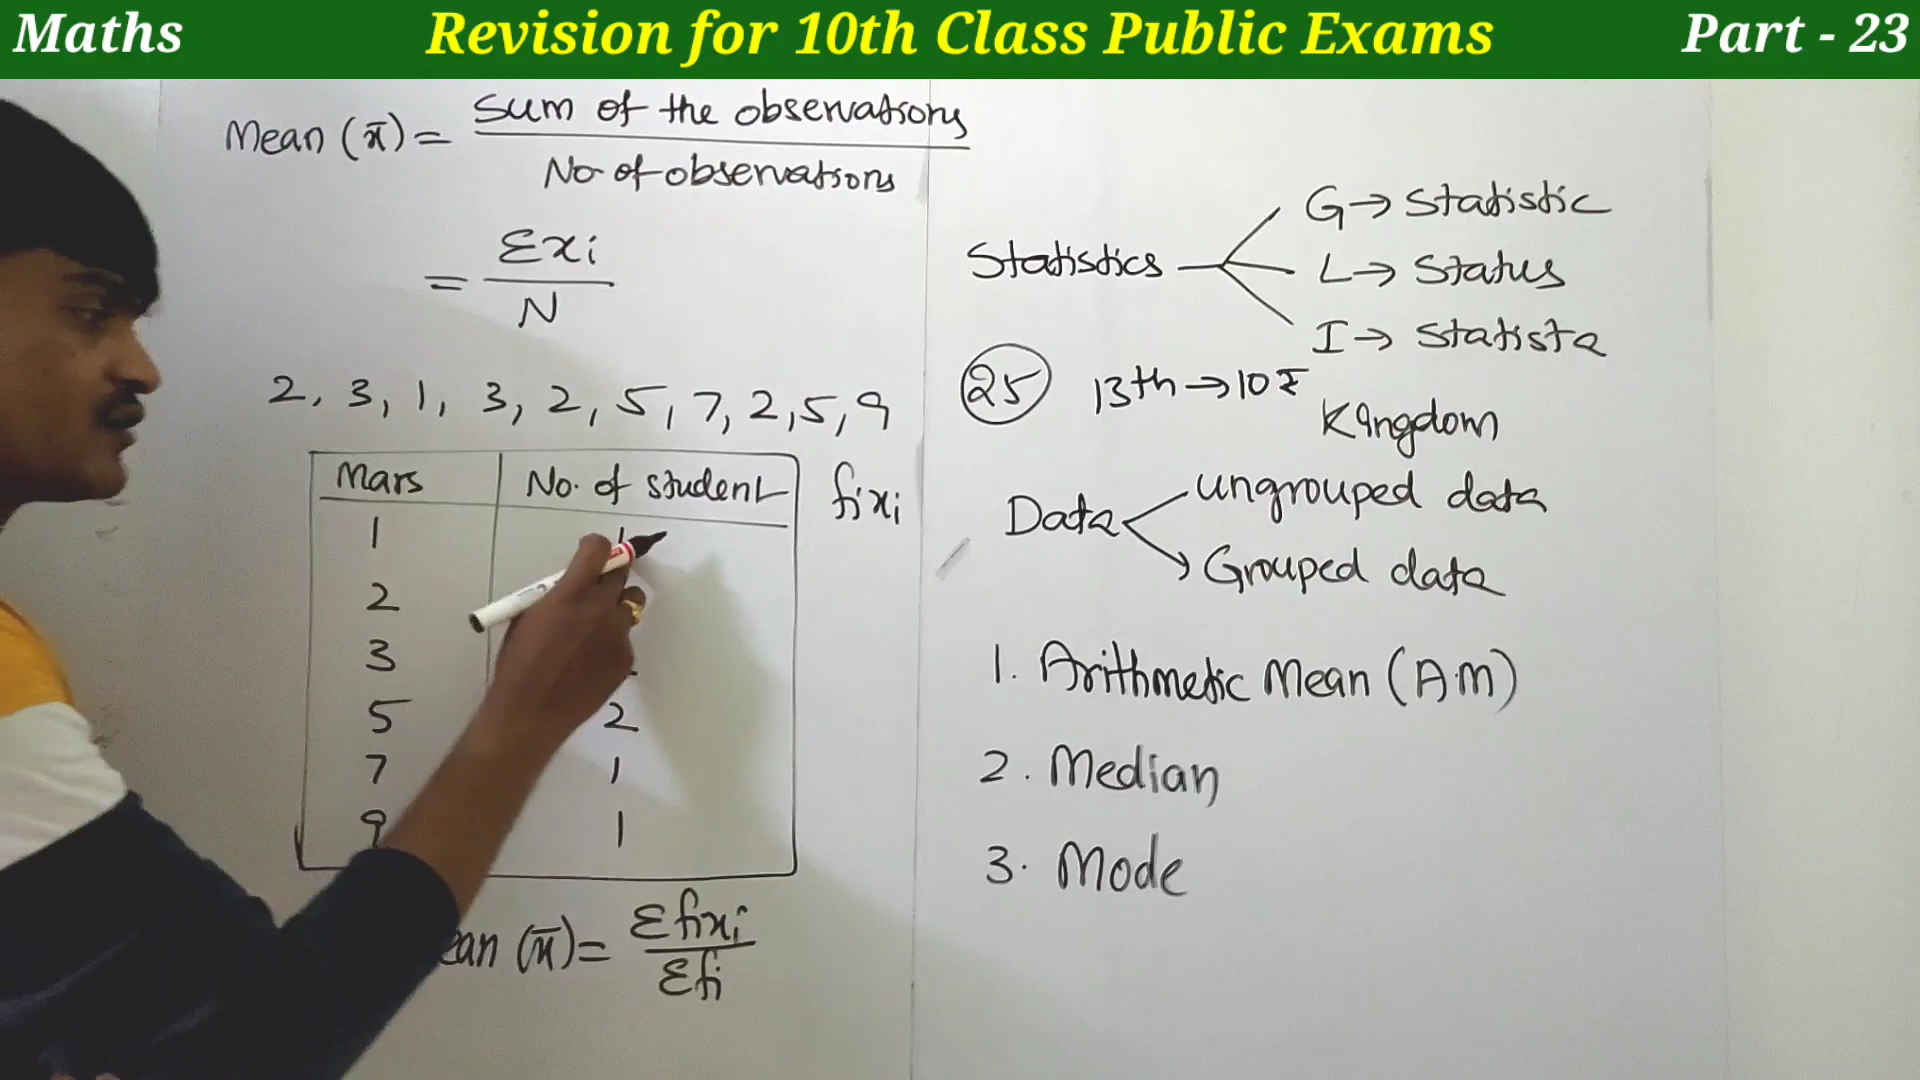 Maths
Revision for 10th Class Public Exams
Part - 23
Mean (x̄) = Sum of the observations / No of observations
= Σxi / N
2, 3, 1, 3, 2, 5, 7, 2, 5, 9
Mars No. of student fixi
1 1
2
3
5 2
7 1
9 1
ean (x̄) = Σfixi / Σfi
Statistics
G → Statistic
L → Status
I → Statista
25 13th → 10
Kingdom
Data
ungrouped data
Grouped data
1. Arithmetic Mean (A.M)
2. Median
3. Mode